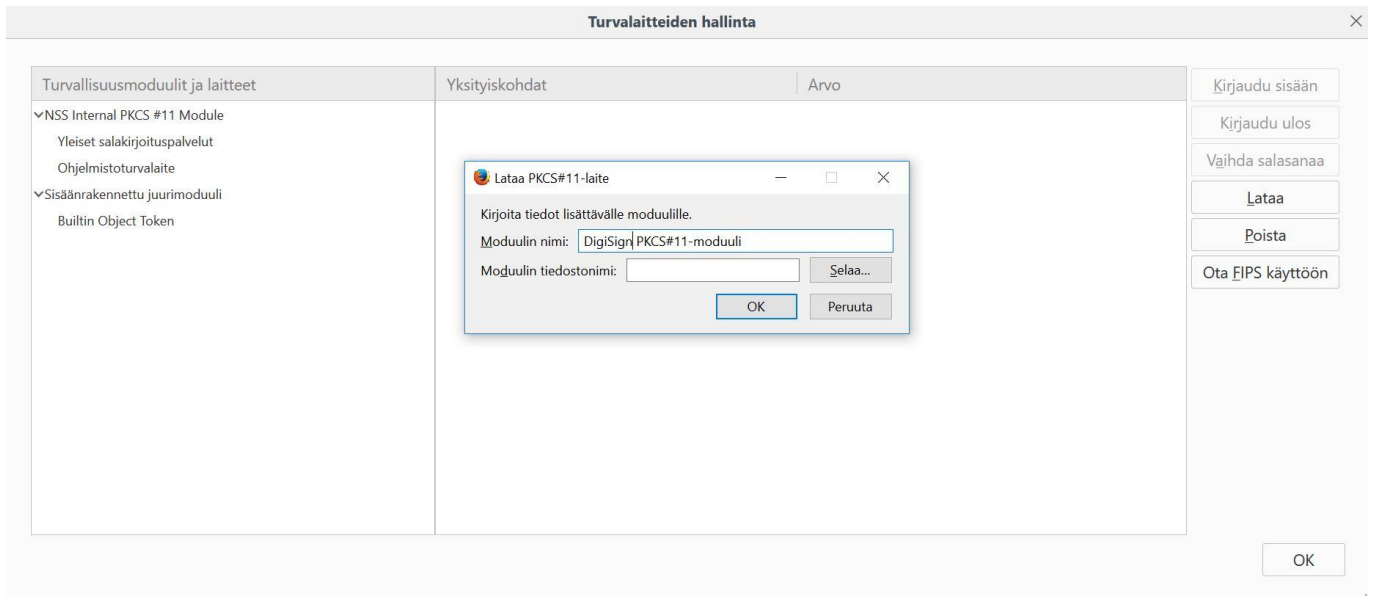 Turvalaitteiden hallinta
Turvallisuusmoduulit ja laitteet
Yksityiskohdat
Arvo
NSS Internal PKCS #11 Module
Yleiset salakirjoituspalvelut
Ohjelmistoturvalaite
Sisäänrakennettu juurimoduuli
Builtin Object Token
Lataa PKCS#11-laite
Kirjoita tiedot lisättävälle moduulille.
Moduulin nimi: DigiSign PKCS#11-moduuli
Moduulin tiedostonimi: Selaa...
OK Peruuta
Kirjaudu sisään
Kirjaudu ulos
Vaihda salasanaa
Lataa
Poista
Ota FIPS käyttöön
OK